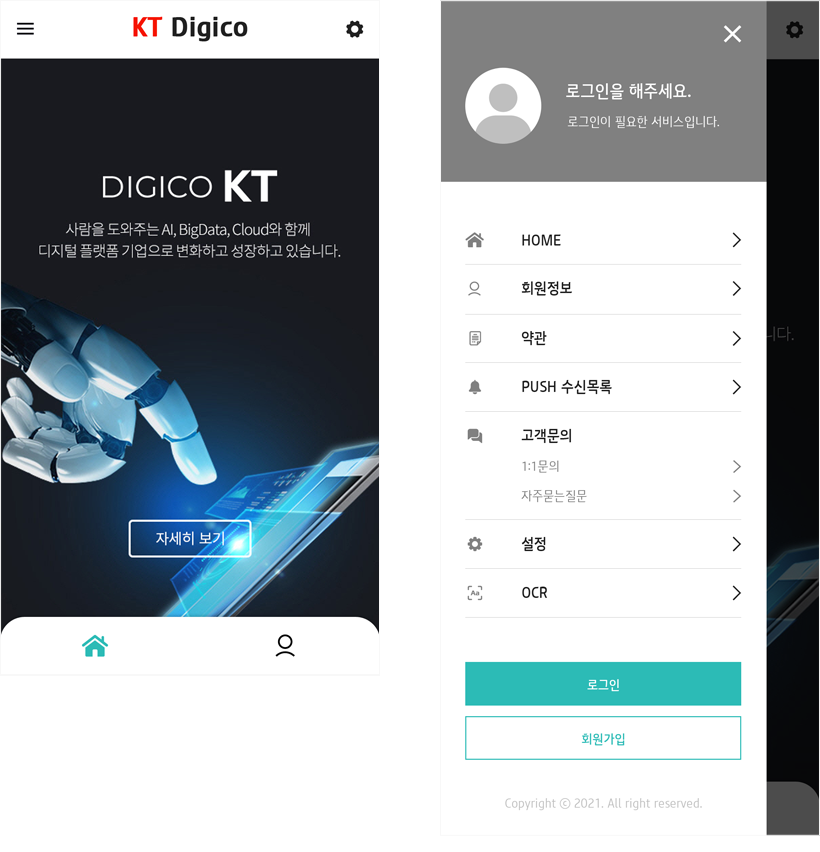 KT Digico
DIGICO KT
사람을 도와주는 AI, BigData, Cloud와 함께
디지털 플랫폼 기업으로 변화하고 성장하고 있습니다.
자세히 보기
로그인을 해주세요.
로그인이 필요한 서비스입니다.
HOME
회원정보
약관
PUSH 수신목록
고객문의
1:1문의
자주묻는질문
설정
Aa
OCR
로그인
회원가입
Copyright ⓒ 2021. All right reserved.
니다.